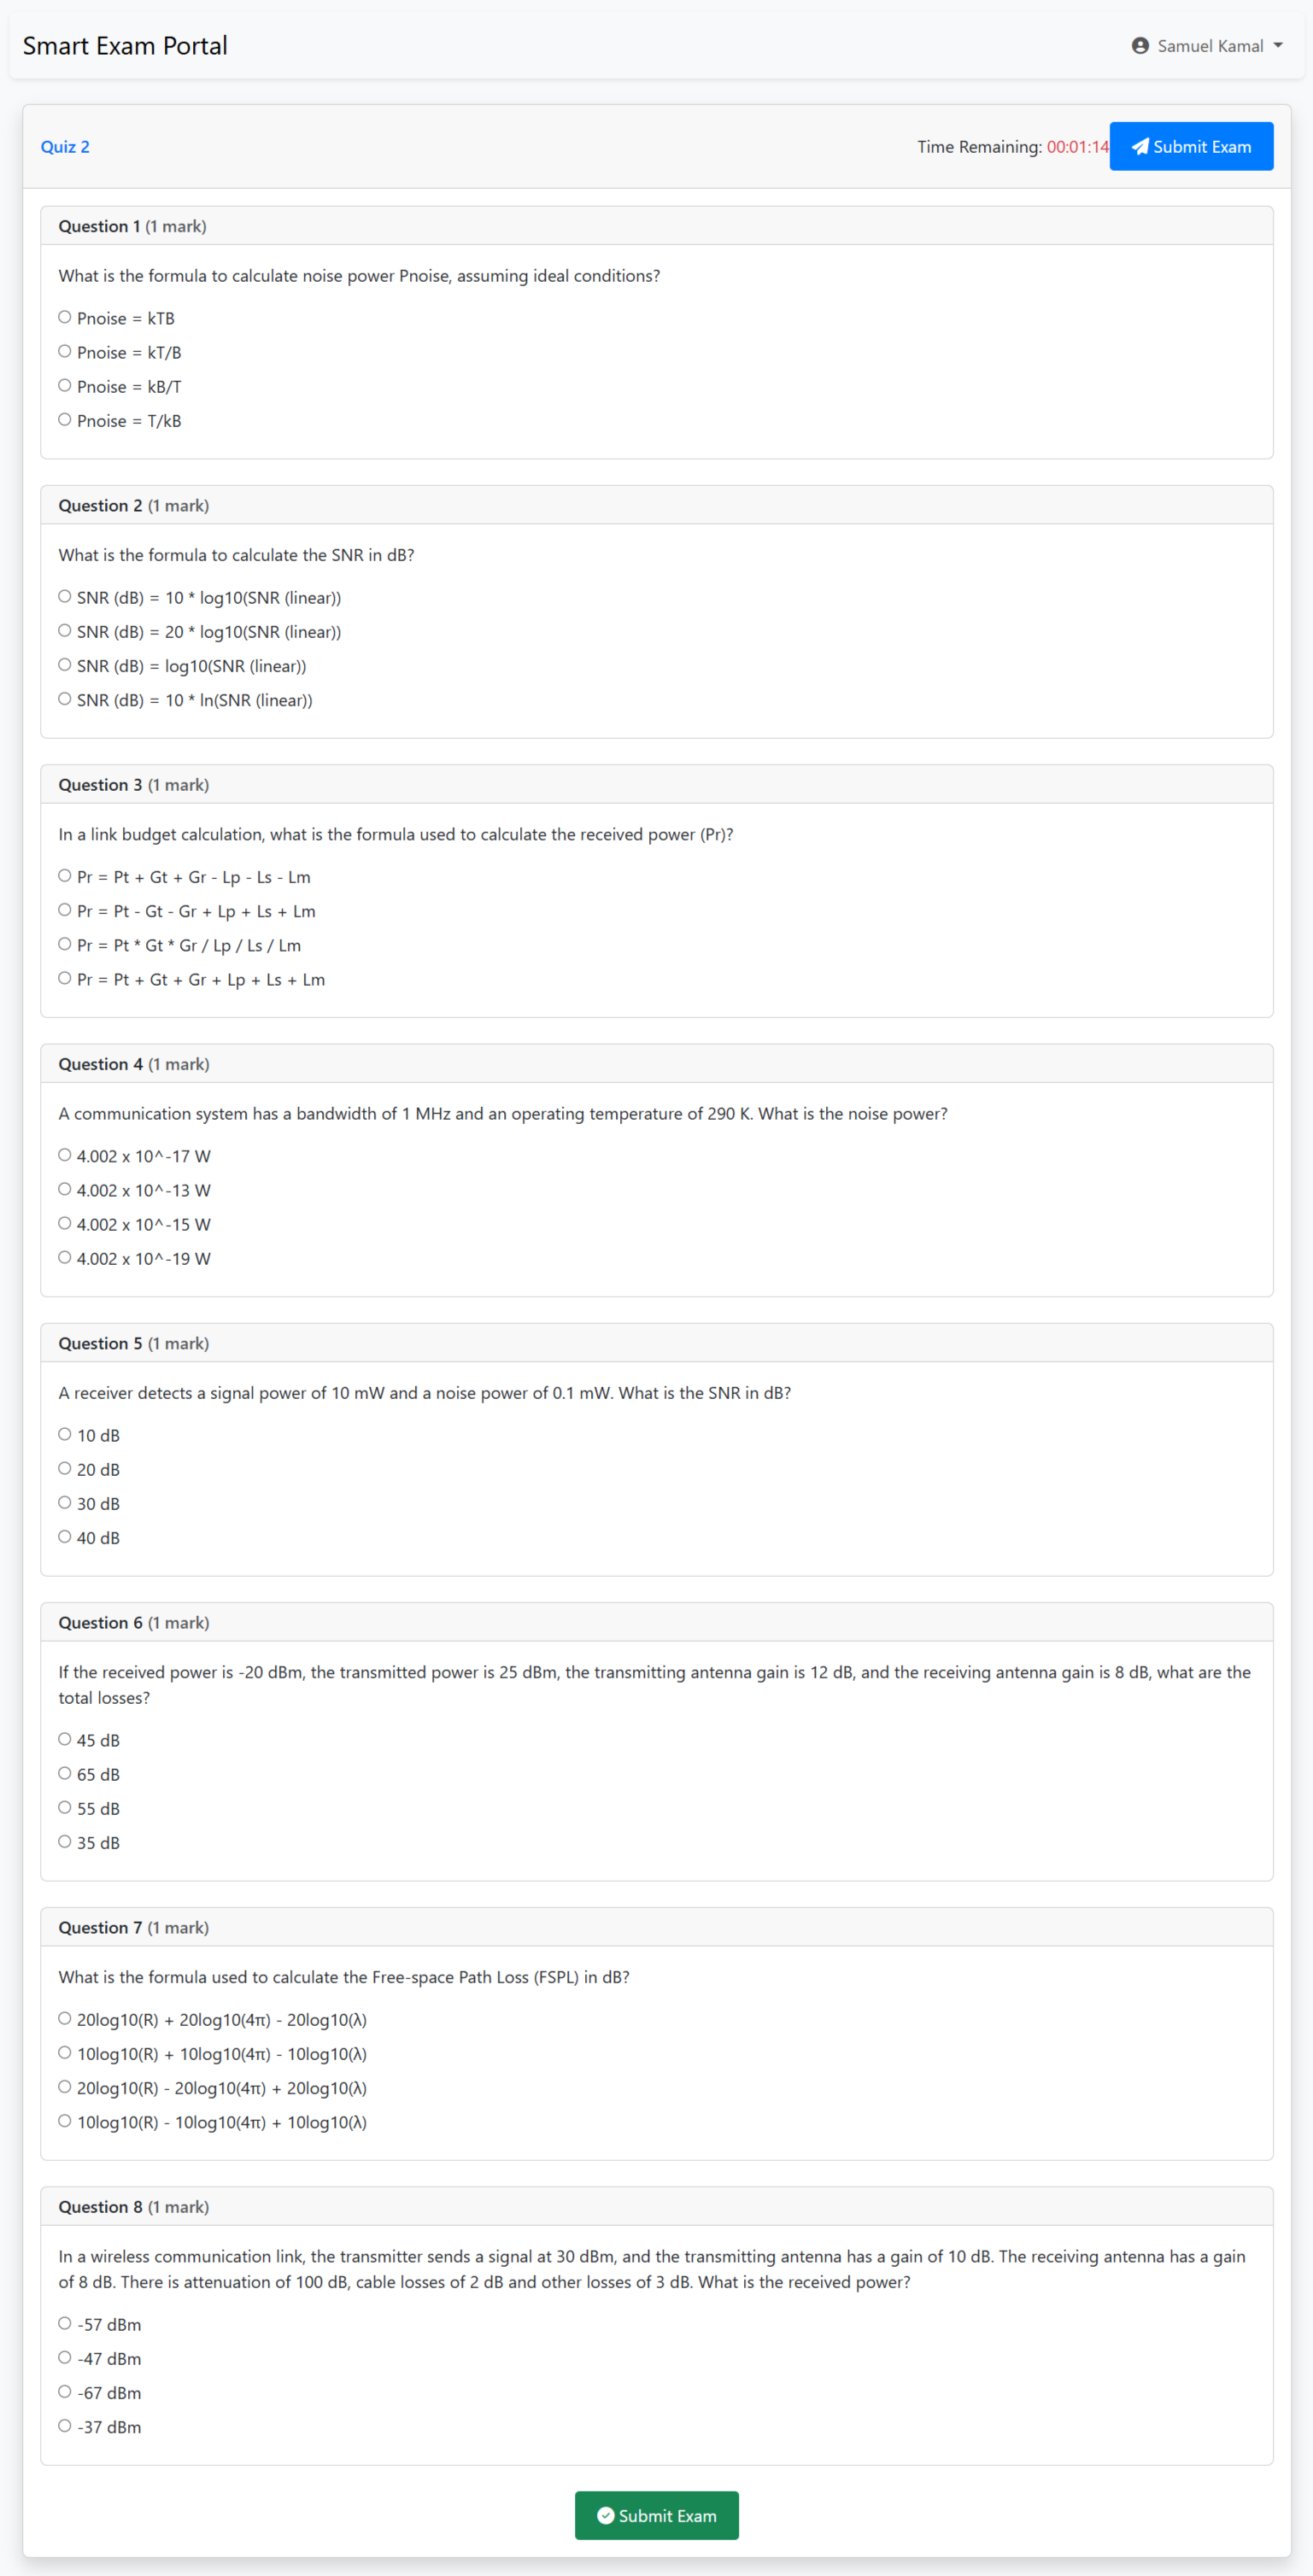 Smart Exam Portal
Samuel Kamal
Quiz 2
Time Remaining: 00:01:14
Submit Exam
Question 1 (1 mark)
What is the formula to calculate noise power Pnoise, assuming ideal conditions?
Pnoise = kTB
Pnoise = kT/B
Pnoise = kB/T
Pnoise = T/kB
Question 2 (1 mark)
What is the formula to calculate the SNR in dB?
SNR (dB) = 10 * log10(SNR (linear))
SNR (dB) = 20 * log10(SNR (linear))
SNR (dB) = log10(SNR (linear))
SNR (dB) = 10 * ln(SNR (linear))
Question 3 (1 mark)
In a link budget calculation, what is the formula used to calculate the received power (Pr)?
Pr = Pt + Gt + Gr - Lp - Ls - Lm
Pr = Pt - Gt - Gr + Lp + Ls + Lm
Pr = Pt * Gt * Gr / Lp / Ls / Lm
Pr = Pt + Gt + Gr + Lp + Ls + Lm
Question 4 (1 mark)
A communication system has a bandwidth of 1 MHz and an operating temperature of 290 K. What is the noise power?
4.002 x 10^-17 W
4.002 x 10^-13 W
4.002 x 10^-15 W
4.002 x 10^-19 W
Question 5 (1 mark)
A receiver detects a signal power of 10 mW and a noise power of 0.1 mW. What is the SNR in dB?
10 dB
20 dB
30 dB
40 dB
Question 6 (1 mark)
If the received power is -20 dBm, the transmitted power is 25 dBm, the transmitting antenna gain is 12 dB, and the receiving antenna gain is 8 dB, what are the
total losses?
45 dB
65 dB
55 dB
35 dB
Question 7 (1 mark)
What is the formula used to calculate the Free-space Path Loss (FSPL) in dB?
20log10(R) + 20log10(4π) - 20log10(λ)
10log10(R) + 10log10(4π) - 10log10(λ)
20log10(R) - 20log10(4π) + 20log10(λ)
10log10(R) - 10log10(4π) + 10log10(λ)
Question 8 (1 mark)
In a wireless communication link, the transmitter sends a signal at 30 dBm, and the transmitting antenna has a gain of 10 dB. The receiving antenna has a gain
of 8 dB. There is attenuation of 100 dB, cable losses of 2 dB and other losses of 3 dB. What is the received power?
-57 dBm
-47 dBm
-67 dBm
-37 dBm
Submit Exam